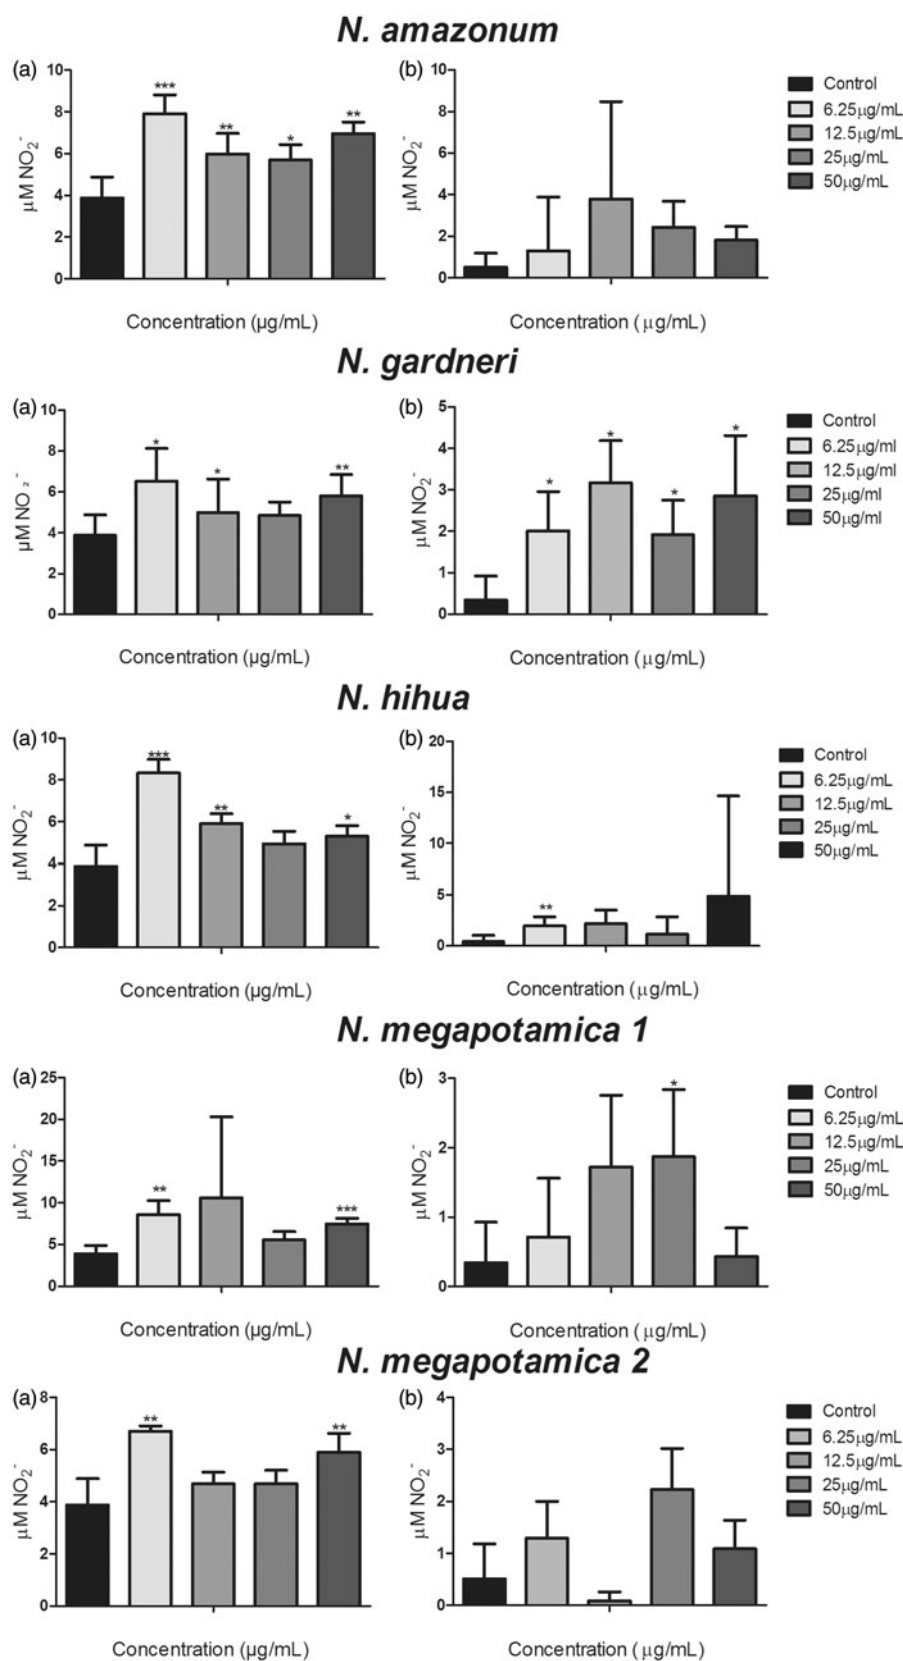 N. amazonum
(a)
10
8
6
4
2
0
µM NO2-
***
**
*
**
Concentration (µg/mL)
(b)
10
8
6
4
2
0
µM NO2-
Concentration ( µg/mL)
Control
6.25µg/mL
12.5µg/mL
25µg/mL
50µg/mL
N. gardneri
(a)
10
8
6
4
2
0
µM NO2-
*
*
**
Concentration (µg/mL)
(b)
5
4
3
2
1
0
µM NO2-
*
*
*
*
Concentration ( µg/mL)
Control
6.25µg/ml
12.5µg/ml
25µg/ml
50µg/ml
N. hihua
(a)
10
8
6
4
2
0
µM NO2-
***
**
*
Concentration (µg/mL)
(b)
20
15
10
5
0
µM NO2-
**
Concentration (µg/mL)
Control
6.25µg/mL
12.5µg/mL
25µg/mL
50µg/mL
N. megapotamica 1
(a)
25
20
15
10
5
0
µM NO2-
**
***
Concentration (µg/mL)
(b)
3
2
1
0
µM NO2-
*
Concentration ( µg/mL)
Control
6.25µg/mL
12.5µg/mL
25µg/mL
50µg/mL
N. megapotamica 2
(a)
8
6
4
2
0
µM NO2-
**
**
Concentration (µg/mL)
(b)
4
3
2
1
0
µM NO2-
Concentration ( µg/mL)
Control
6.25µg/mL
12.5µg/mL
25µg/mL
50µg/mL